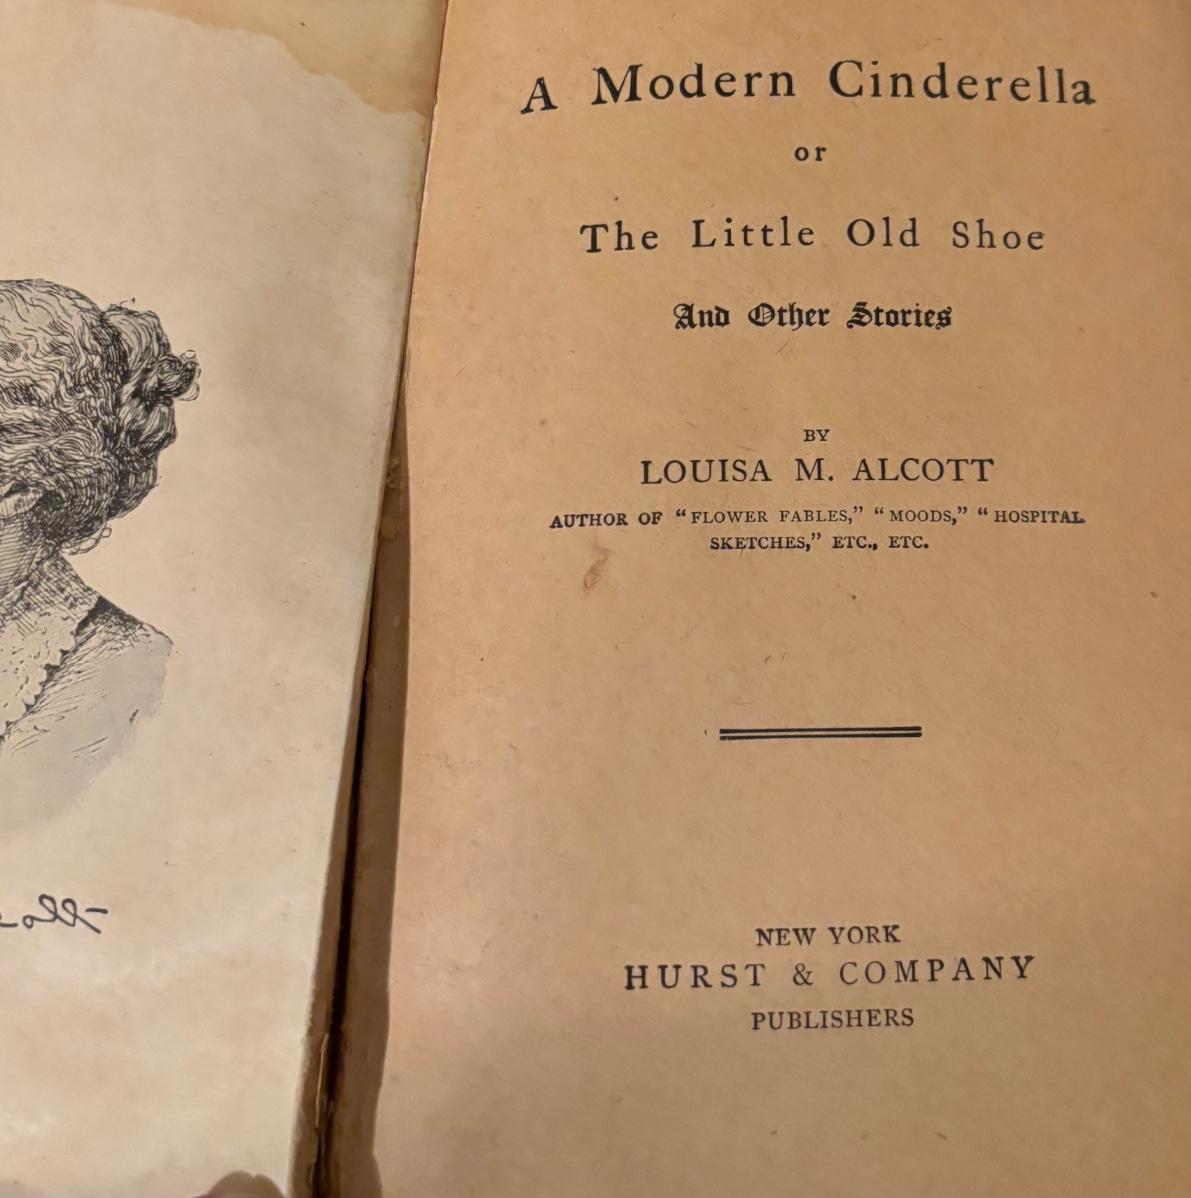 A Modern Cinderella
or
The Little Old Shoe
And Other Stories
BY
LOUISA M. ALCOTT
AUTHOR OF “FLOWER FABLES,” “MOODS,” “HOSPITAL
SKETCHES,” ETC., ETC.
NEW YORK
HURST & COMPANY
PUBLISHERS